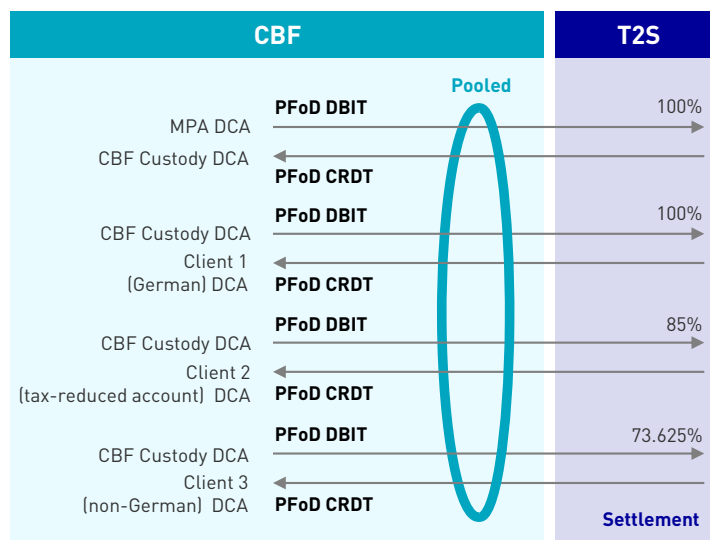 CBF
T2S
Pooled
PFoD DBIT
100%
MPA DCA
CBF Custody DCA
PFoD CRDT
PFoD DBIT
100%
CBF Custody DCA
Client 1
(German) DCA
PFoD CRDT
PFoD DBIT
85%
CBF Custody DCA
Client 2
(tax-reduced account) DCA
PFoD CRDT
PFoD DBIT
73.625%
CBF Custody DCA
Client 3
(non-German) DCA
PFoD CRDT
Settlement